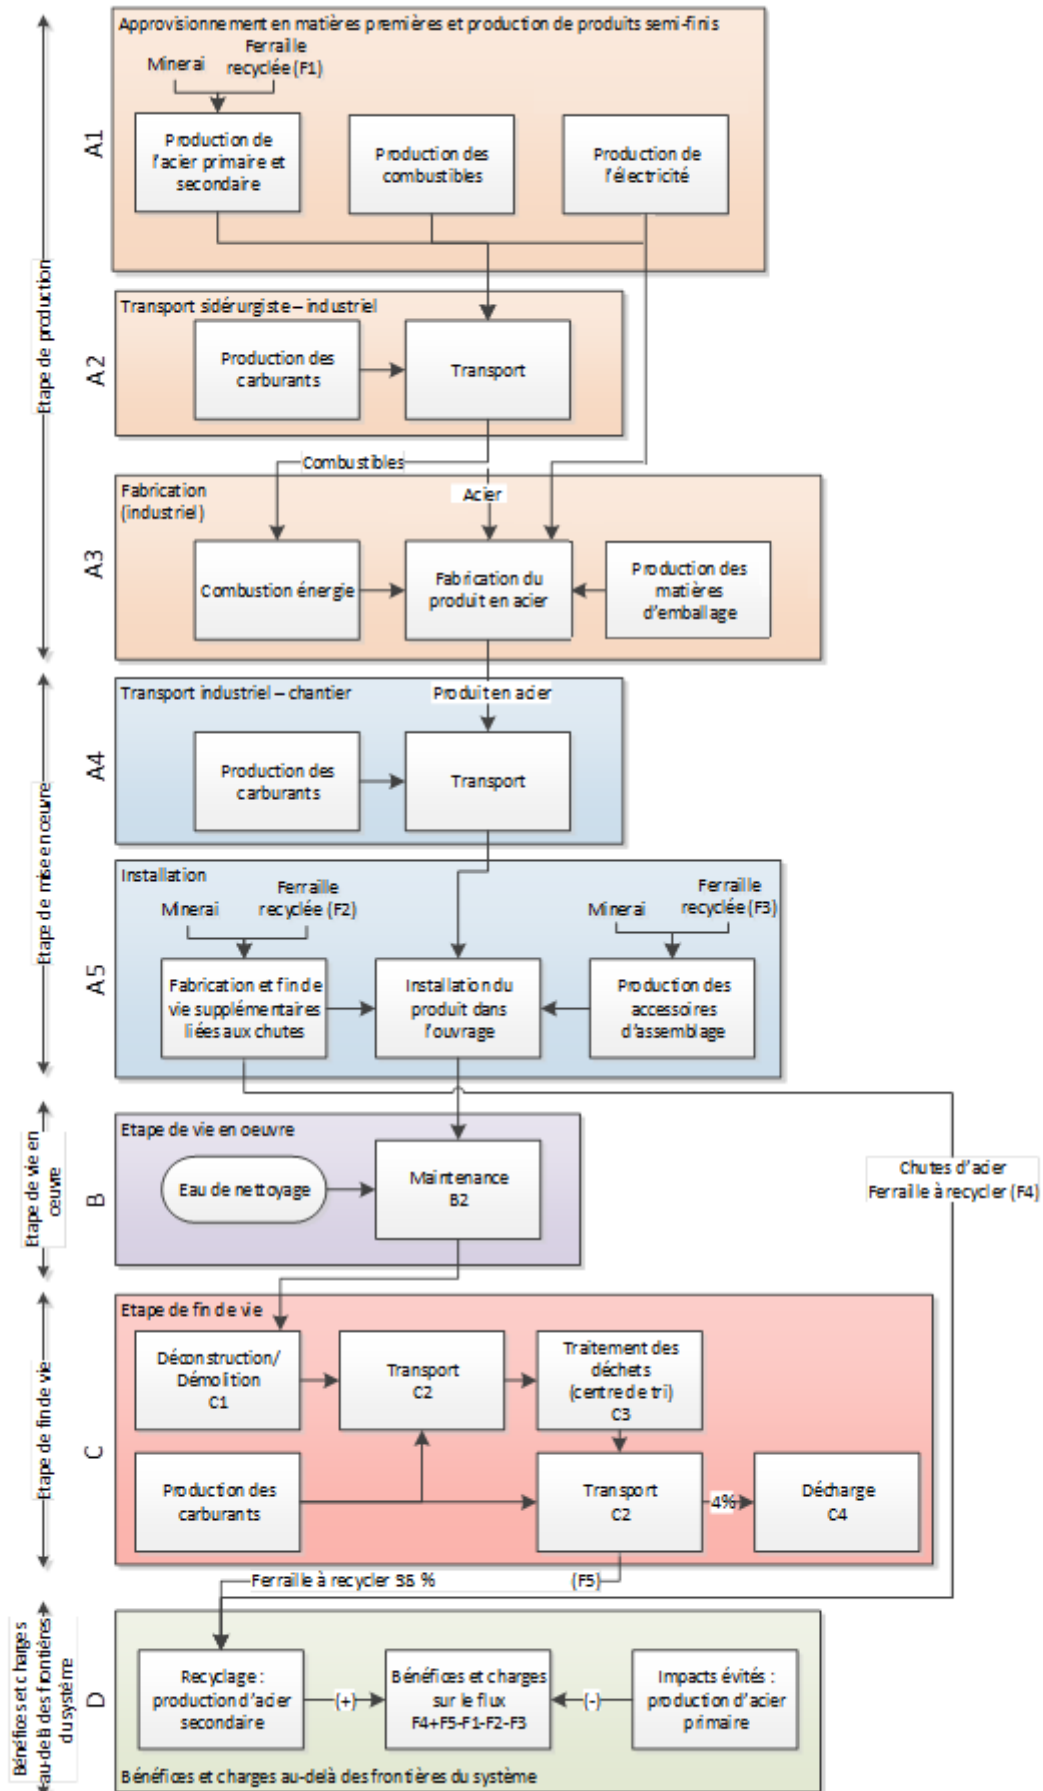 Approvisionnement en matières premières et production de produits semi-finis
Minerai
Ferraille
recyclée (F1)
A1
Production de
l'acier primaire et
secondaire
Production des
combustibles
Production de
l'électricité
Etape de production
Transport sidérurgiste – industriel
A2
Production des
carburants
Transport
Combustibles
Fabrication
(industriel)
Acier
A3
Combustion énergie
Fabrication du
produit en acier
Production des
matières
d'emballage
Transport industriel – chantier
Produit en acier
A4
Production des
carburants
Transport
Etape de mise en œuvre
Installation
Minerai
Ferraille
recyclée (F2)
Minerai
Ferraille
recyclée (F3)
A5
Fabrication et fin de
vie supplémentaires
liées aux chutes
Installation du
produit dans
l'ouvrage
Production des
accessoires
d'assemblage
Etape de vie en oeuvre
Etape de vie en
œuvre
B
Eau de nettoyage
Maintenance
B2
Chutes d'acier
Ferraille à recycler (F4)
Etape de fin de vie
Etape de fin de vie
C
Déconstruction/
Démolition
C1
Transport
C2
Traitement des
déchets
(centre de tri)
C3
Production des
carburants
Transport
C2
4%
Décharge
C4
Ferraille à recycler 36 %
(F5)
Bénéfices et charges
au-delà des frontières
du système
D
Recyclage :
production d'acier
secondaire
(+)
Bénéfices et charges
sur le flux
F4+F5-F1-F2-F3
(-)
Impacts évités :
production d'acier
primaire
Bénéfices et charges au-delà des frontières du système